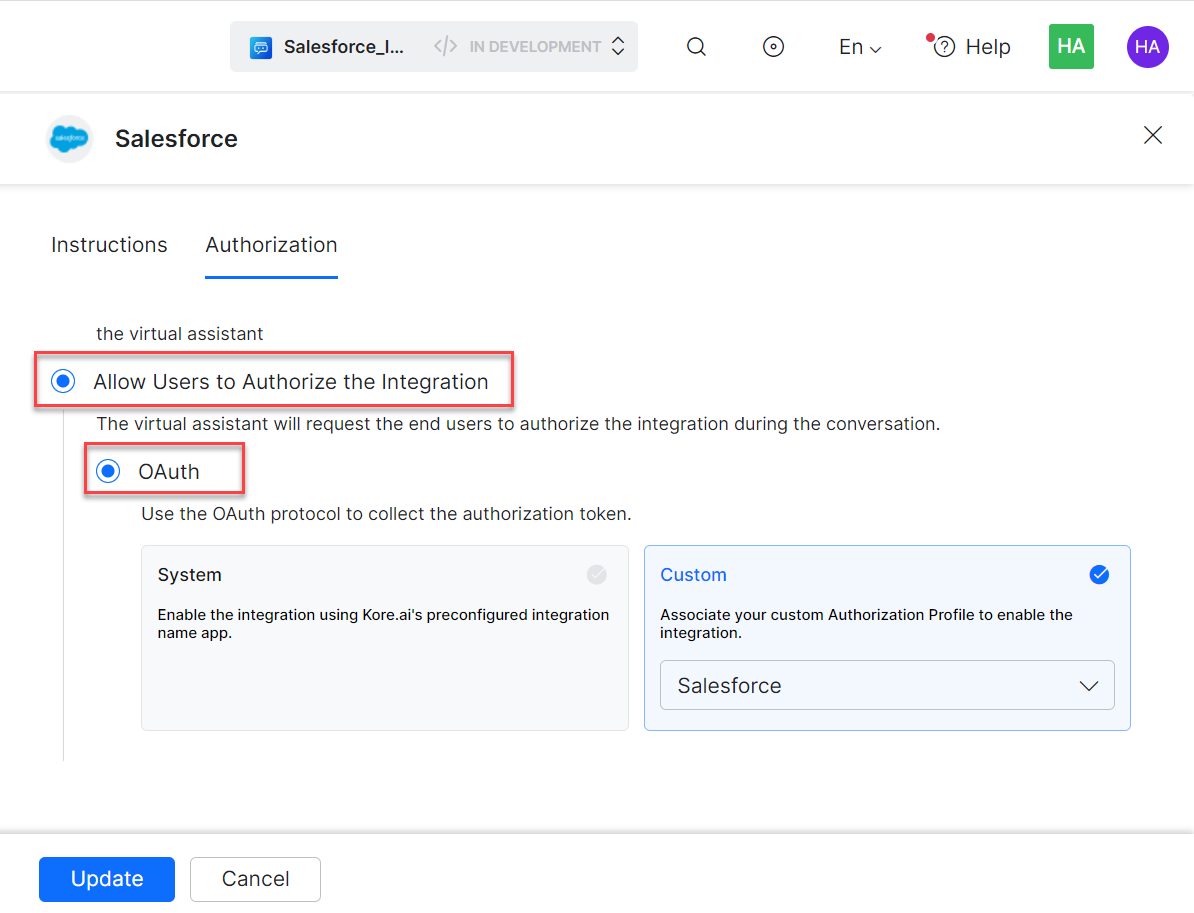 Salesforce_I... </> IN DEVELOPMENT En Help HA HA
salesforce Salesforce
Instructions Authorization
the virtual assistant
Allow Users to Authorize the Integration
The virtual assistant will request the end users to authorize the integration during the conversation.
OAuth
Use the OAuth protocol to collect the authorization token.
System
Enable the integration using Kore.ai's preconfigured integration
name app.
Custom
Associate your custom Authorization Profile to enable the
integration.
Salesforce
Update Cancel